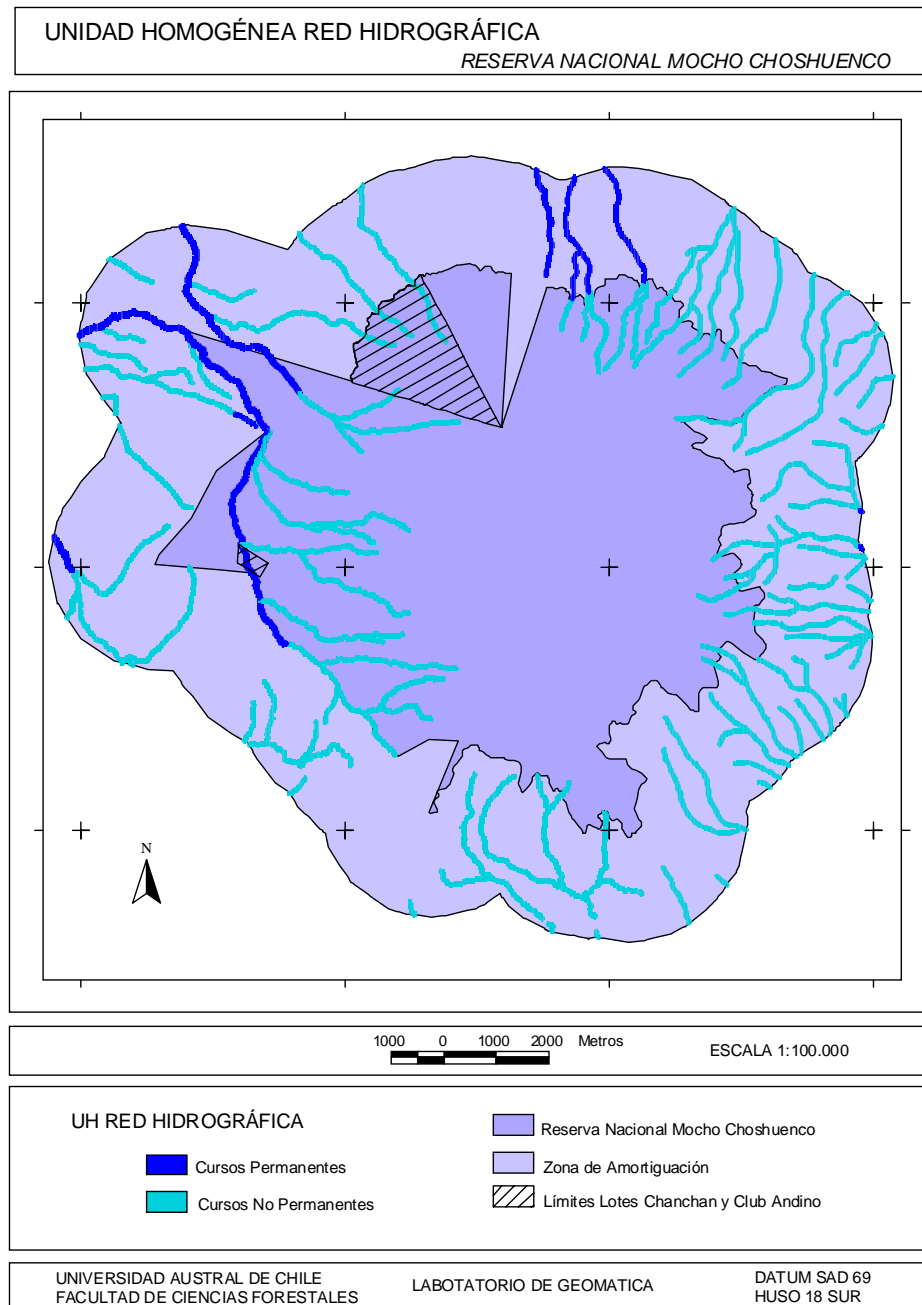 UNIDAD HOMOGÉNEA RED HIDROGRÁFICA
RESERVA NACIONAL MOCHO CHOSHUENCO
N
1000 0 1000 2000 Metros
ESCALA 1:100.000
UH RED HIDROGRÁFICA
Cursos Permanentes
Cursos No Permanentes
Reserva Nacional Mocho Choshuenco
Zona de Amortiguación
Límites Lotes Chanchan y Club Andino
UNIVERSIDAD AUSTRAL DE CHILE
FACULTAD DE CIENCIAS FORESTALES
LABOTATORIO DE GEOMATICA
DATUM SAD 69
HUSO 18 SUR